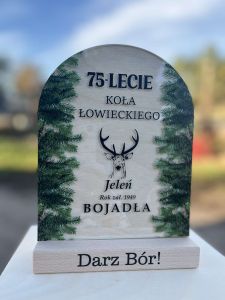 75-LECIE
KOŁA
ŁOWIECKIEGO
Jeleń
Rok zał. 1949
BOJADŁA
Darz Bór!